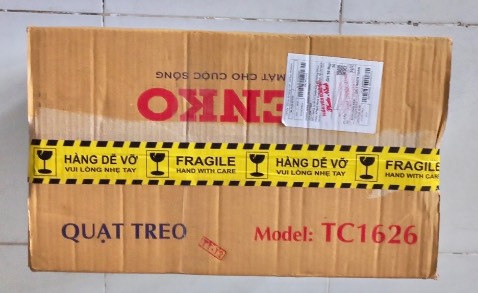 MÁT CHO CUỘC SỐNG
ENKO
HÀNG DỄ VỠ
VUI LÒNG NHẸ TAY
FRAGILE
HAND WITH CARE
HÀNG DỄ VỠ
VUI LÒNG NHẸ TAY
FRAGILE
HAND WITH CARE
QUẠT TREO Model: TC1626